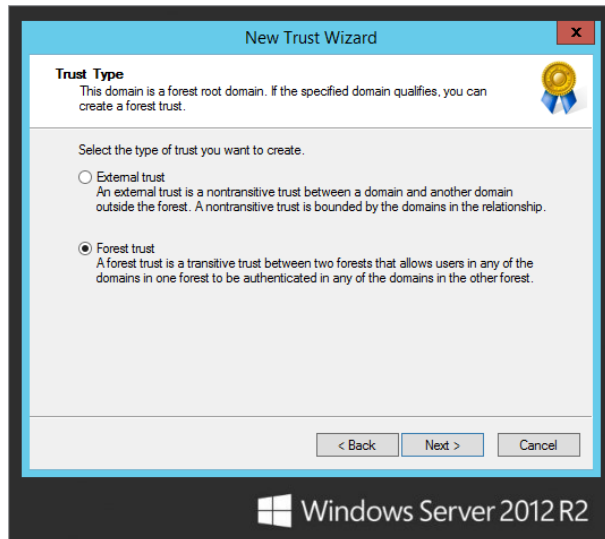 New Trust Wizard
x
Trust Type
This domain is a forest root domain. If the specified domain qualifies, you can
create a forest trust.
Select the type of trust you want to create.
External trust
An external trust is a nontransitive trust between a domain and another domain
outside the forest. A nontransitive trust is bounded by the domains in the relationship.
Forest trust
A forest trust is a transitive trust between two forests that allows users in any of the
domains in one forest to be authenticated in any of the domains in the other forest.
< Back Next > Cancel
Windows Server 2012 R2